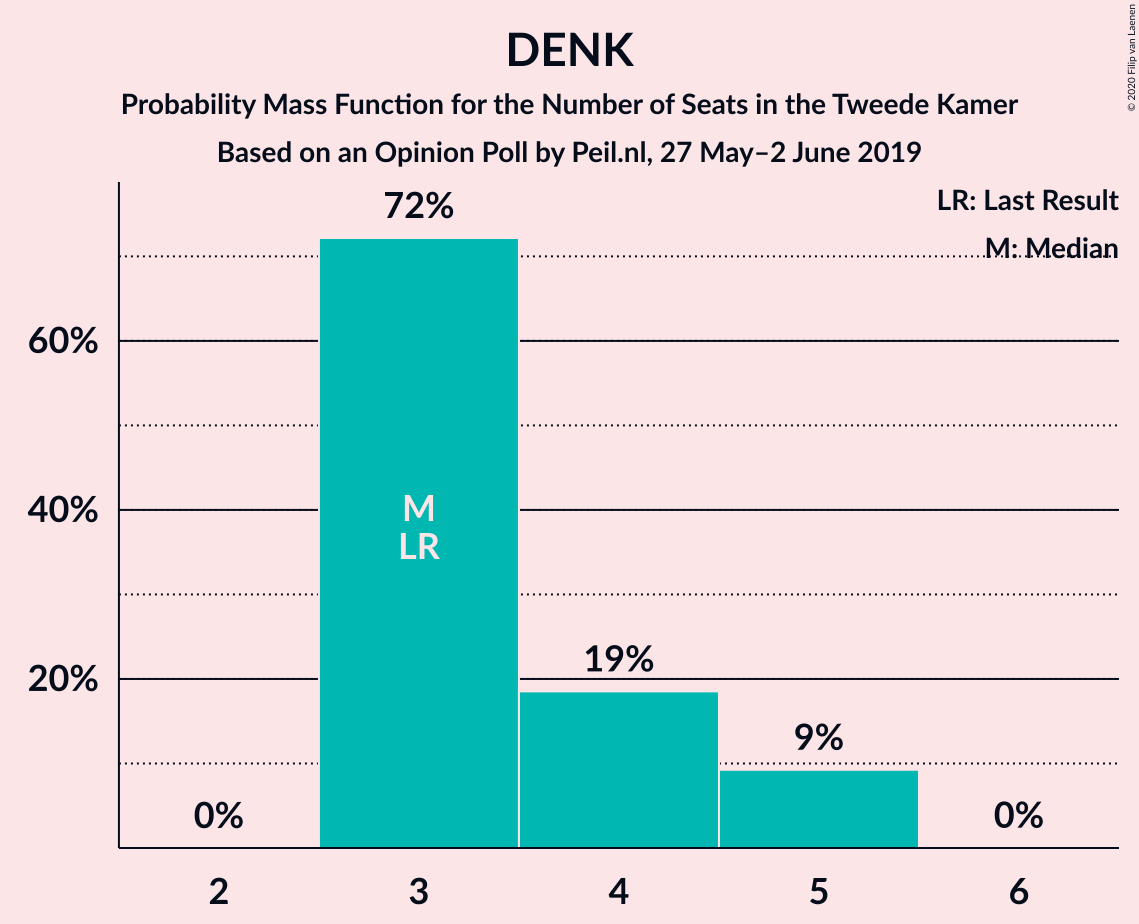 DENK
Probability Mass Function for the Number of Seats in the Tweede Kamer
Based on an Opinion Poll by Peil.nl, 27 May–2 June 2019
© 2020 Filip van Laenen
LR: Last Result
M: Median
72%
60%
40%
20%
M
LR
19%
9%
0%
0%
2
3
4
5
6